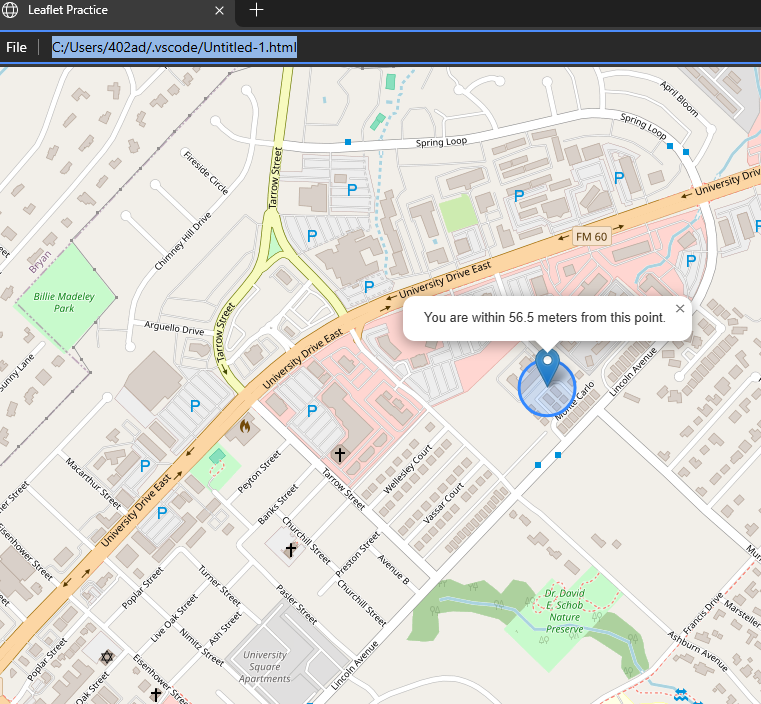 Leaflet Practice
File
C:/Users/402ad/.vscode/Untitled-1.html
April Bloom
Spring Loop
Spring Loop
Tarrow Street
Fireside Circle
P
P
P
University Drive
Chimney Hill Drive
P
FM 60
Bryan
P
P
University Drive East
Billie Madeley
Park
You are within 56.5 meters from this point.
Arguello Drive
Tarrow Street
University Drive East
Sunny Lane
Lincoln Avenue
Monte Carlo
P
P
Wellesley Court
Macarthur Street
P
Peyton Street
Tarrow Street
University Drive East
P
Banks Street
Vassar Court
Churchill Street
Eisenhower Street
Preston Street
Avenue B
Turner Street
Poplar Street
Pasler Street
Churchill Street
Dr. David
E. Schob
Nature
Preserve
Live Oak Street
Ash Street
Nimitz Street
Francis Drive
Marsteller
Ashburn Avenue
Poplar Street
University
Square
Apartments
Lincoln Avenue
Eisenhower Street
Oak Street